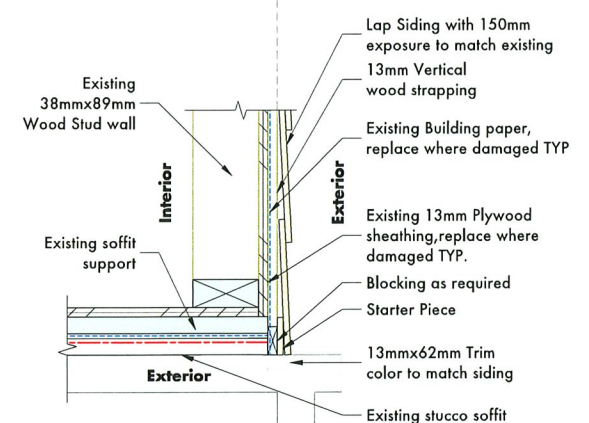 Lap Siding with 150mm
exposure to match existing
13mm Vertical
wood strapping
Existing
38mmx89mm
Wood Stud wall
Existing Building paper,
replace where damaged TYP
Interior
Exterior
Existing 13mm Plywood
sheathing,replace where
damaged TYP.
Existing soffit
support
Blocking as required
Starter Piece
13mmx62mm Trim
color to match siding
Exterior
Existing stucco soffit